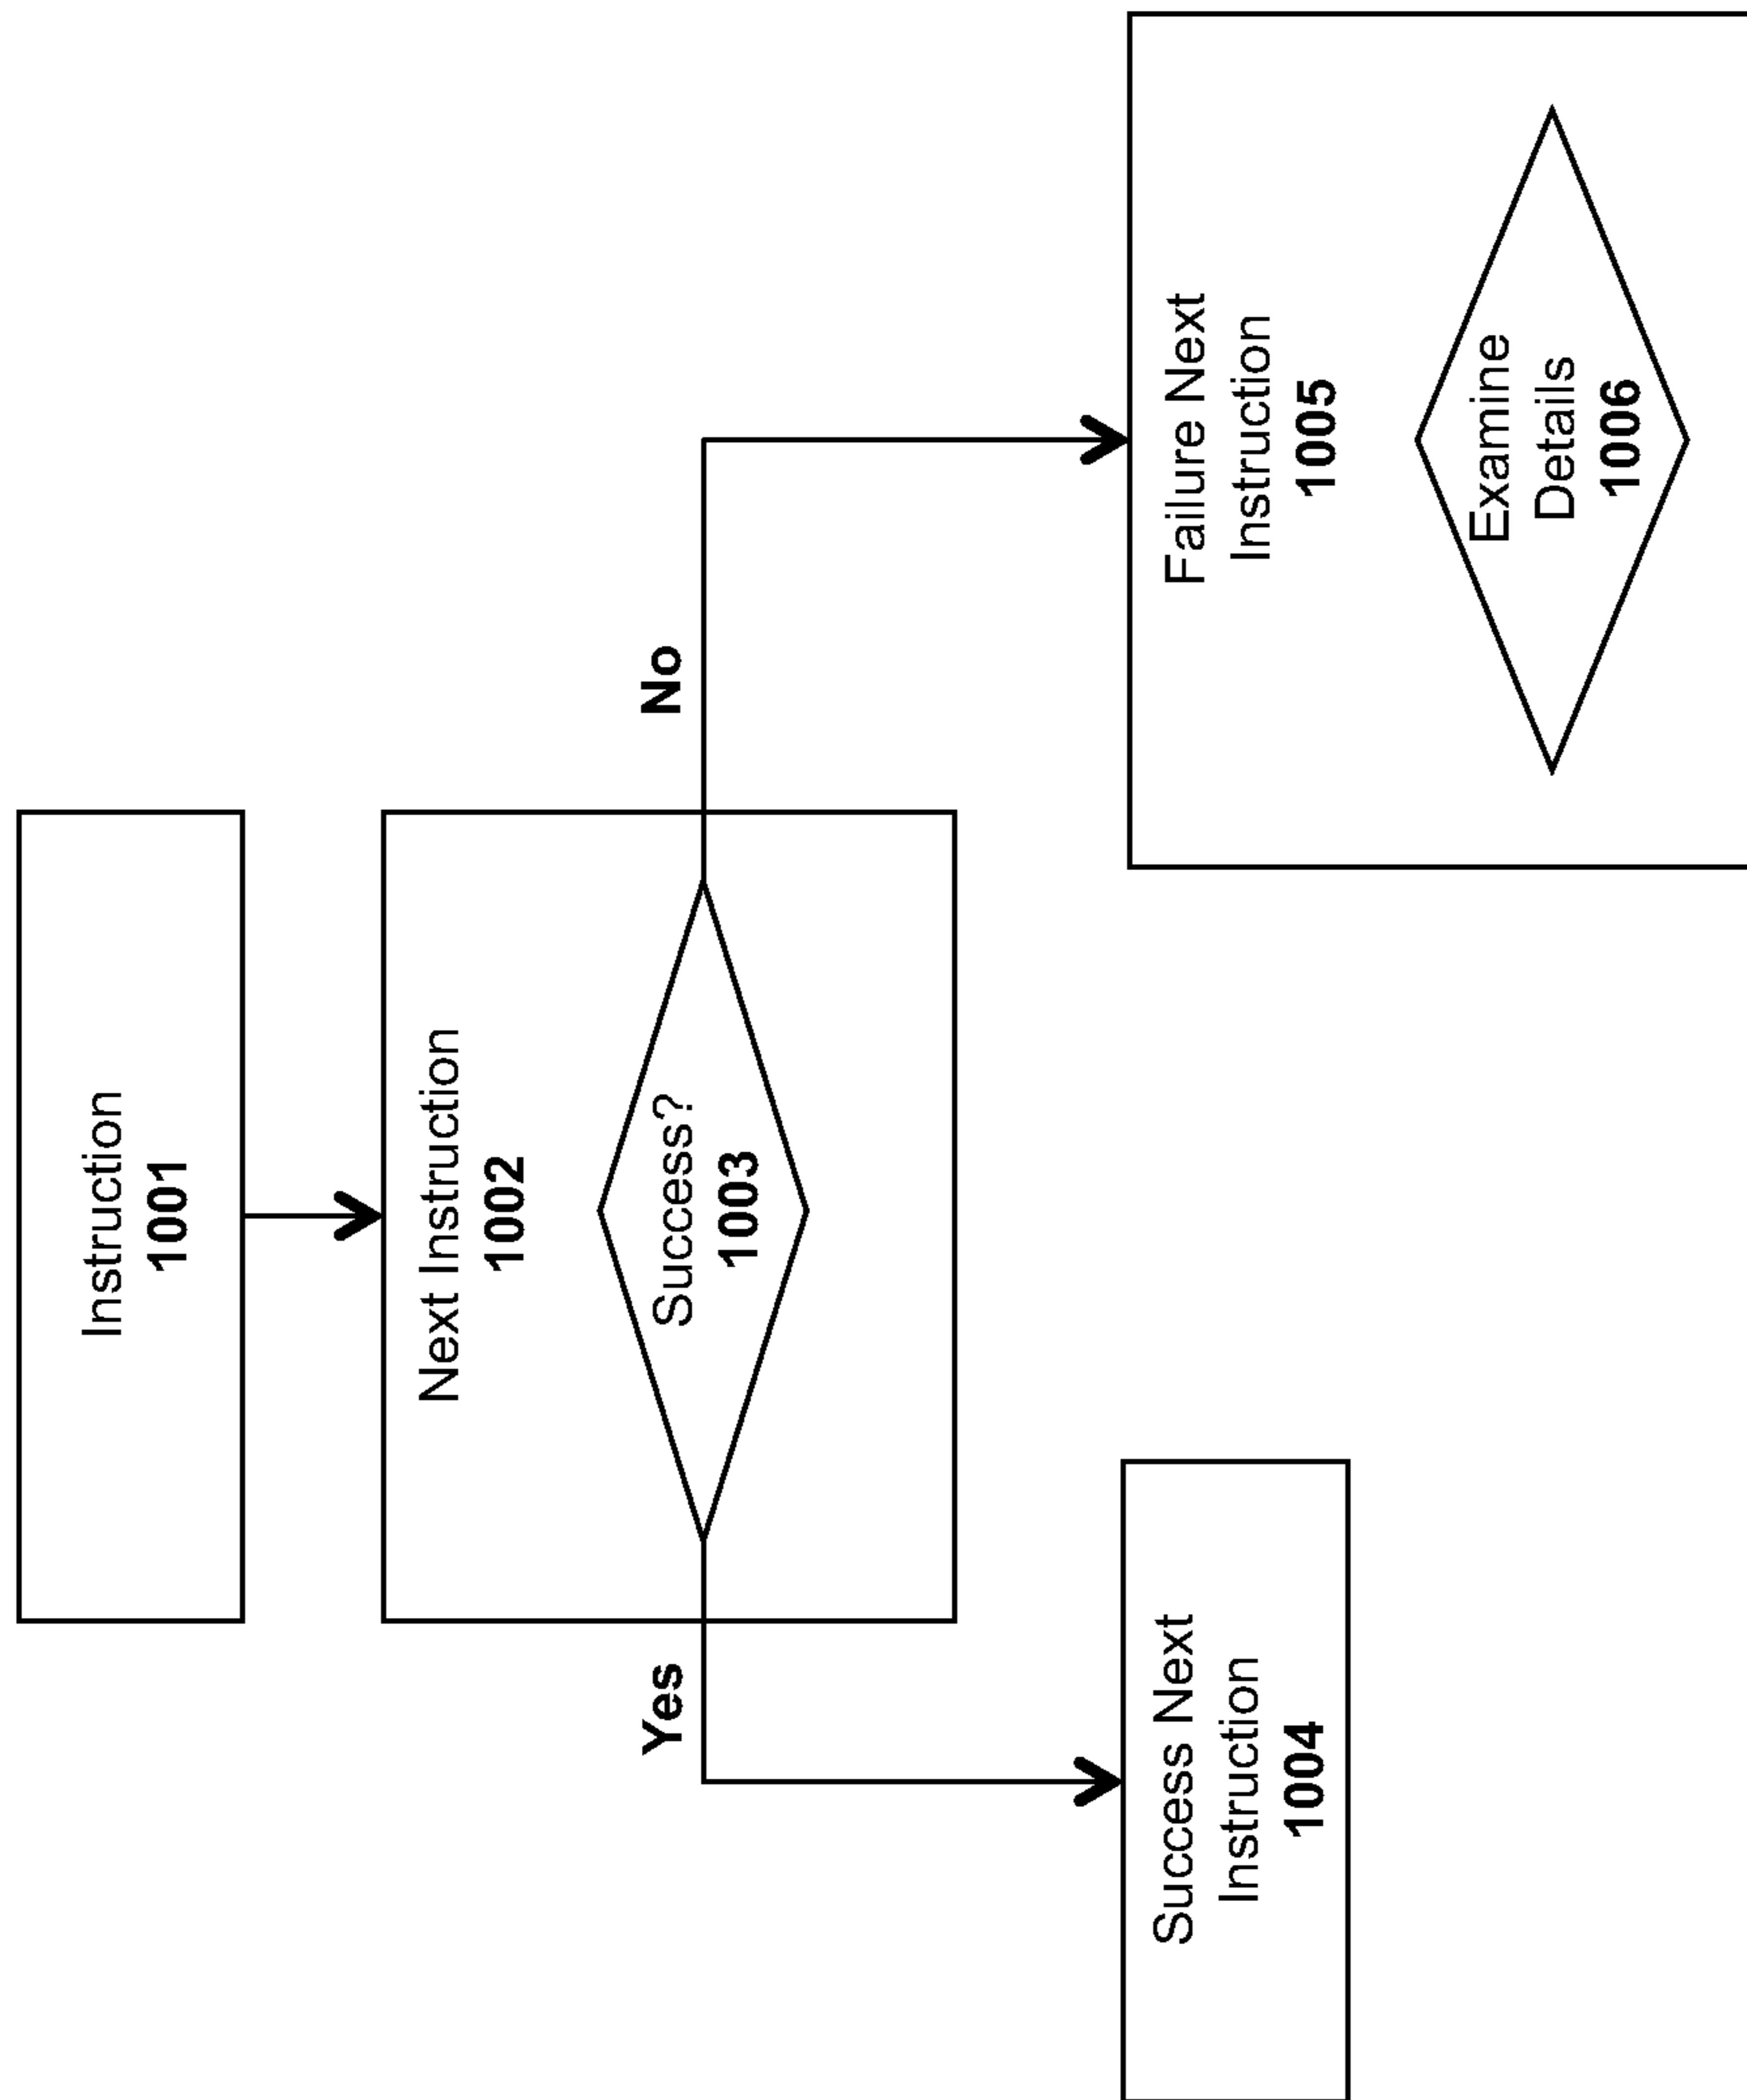 Instruction
1001
Next Instruction
1002
Success?
1003
Yes
No
Success Next
Instruction
1004
Failure Next
Instruction
1005
Examine
Details
1006